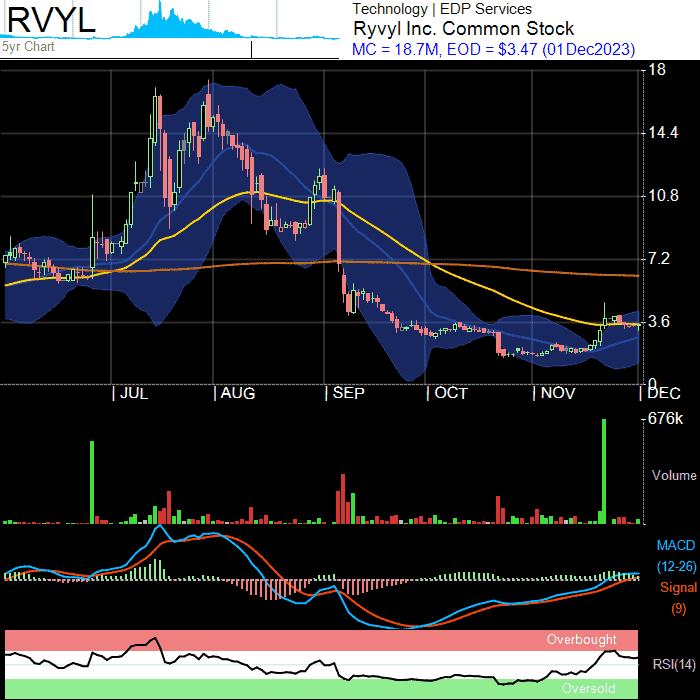 RVYL
5yr Chart
Technology | EDP Services
Ryvyl Inc. Common Stock
MC = 18.7M, EOD = $3.47 (01Dec2023)
18
14.4
10.8
7.2
3.6
0
| JUL | AUG | SEP | OCT | NOV | DEC
676k
Volume
MACD
(12-26)
Signal
(9)
Overbought
RSI(14)
Oversold